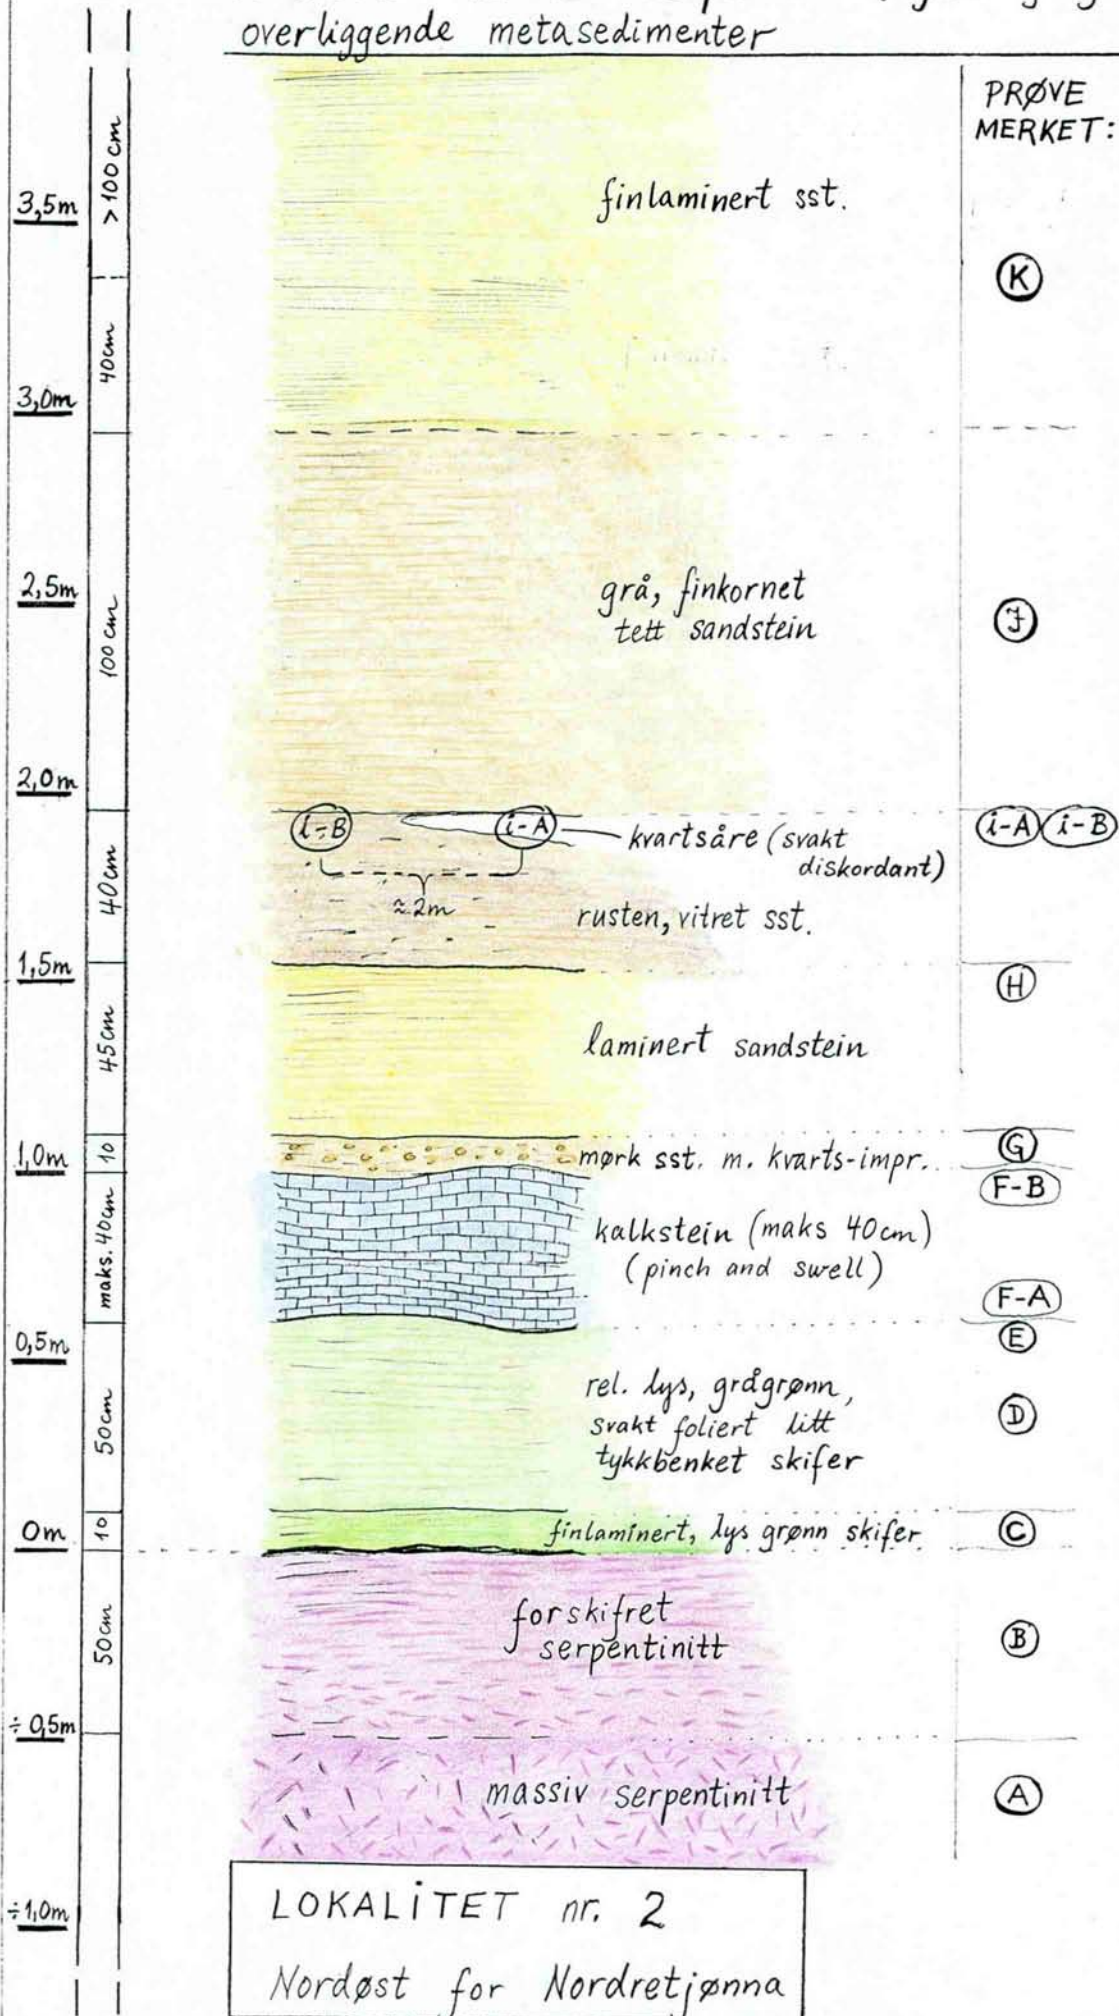 overliggende metasedimenter
PRØVE
MERKET:
>100 cm
3,5m
finlaminert sst.
K
40cm
3,0m
2,5m
grå, finkornet
tett sandstein
J
100 cm
2,0m
i-B
i-A
kvartsåre (svakt
diskordant)
i-A i-B
≈2m
40cm
rusten, vitret sst.
1,5m
H
45cm
laminert sandstein
10
1,0m
mørk sst. m. kvarts-impr.
G
F-B
maks. 40cm
kalkstein (maks 40cm)
(pinch and swell)
F-A
E
0,5m
50cm
rel. lys, grågrønn,
svakt foliert litt
tykkbenket skifer
D
0m
10
finlaminert, lys grønn skifer
C
50cm
forskifret
serpentinitt
B
÷ 0,5m
massiv serpentinitt
A
÷1,0m
LOKALITET nr. 2
Nordøst for Nordretjønna